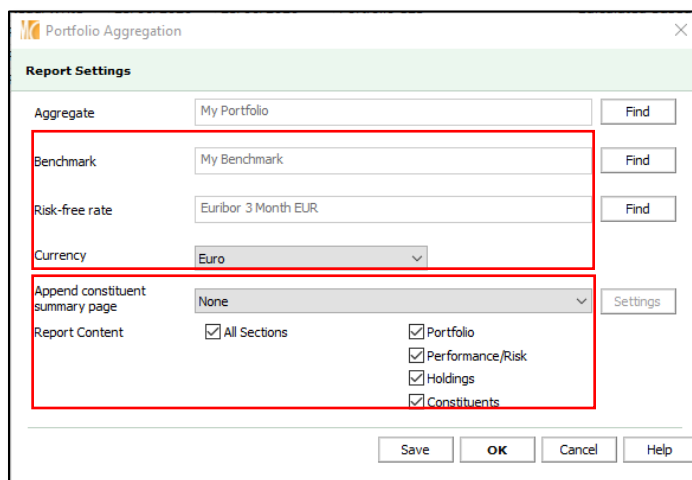 Portfolio Aggregation
Report Settings
Aggregate My Portfolio Find
Benchmark My Benchmark Find
Risk-free rate Euribor 3 Month EUR Find
Currency Euro
Append constituent
summary page None Settings
Report Content All Sections Portfolio
Performance/Risk
Holdings
Constituents
Save OK Cancel Help